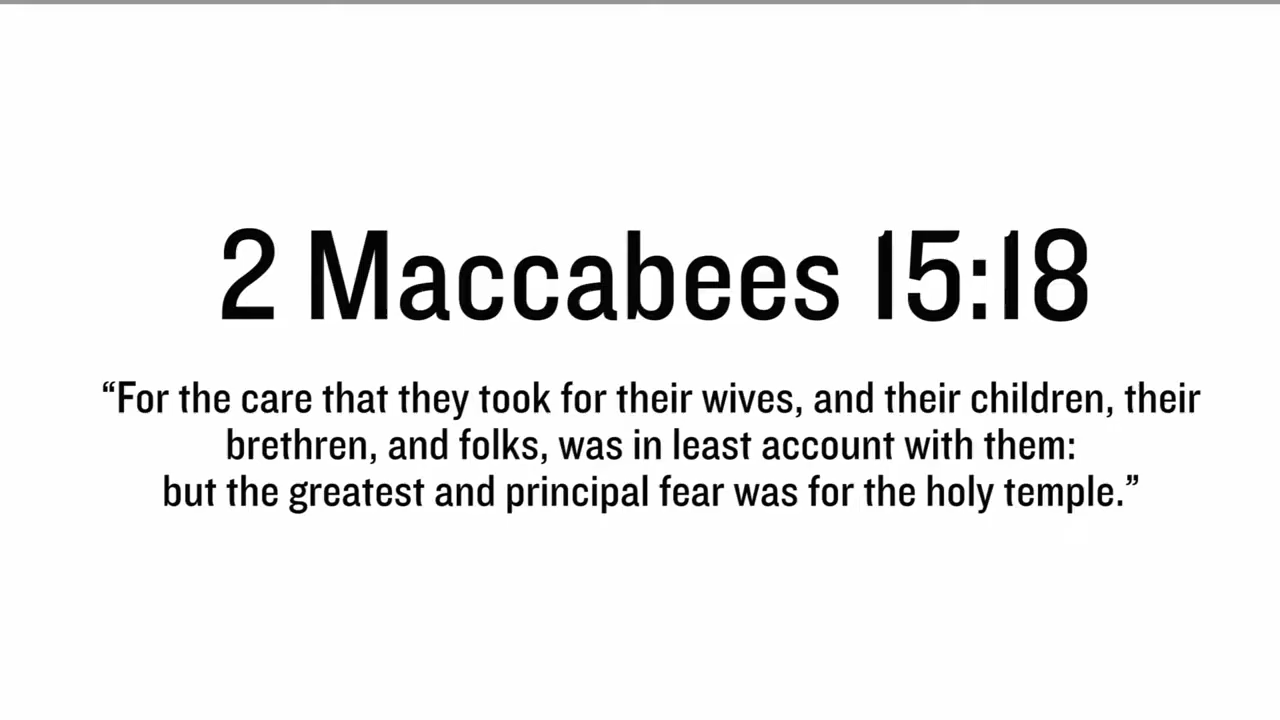 2 Maccabees 15:18
“For the care that they took for their wives, and their children, their
brethren, and folks, was in least account with them:
but the greatest and principal fear was for the holy temple.”